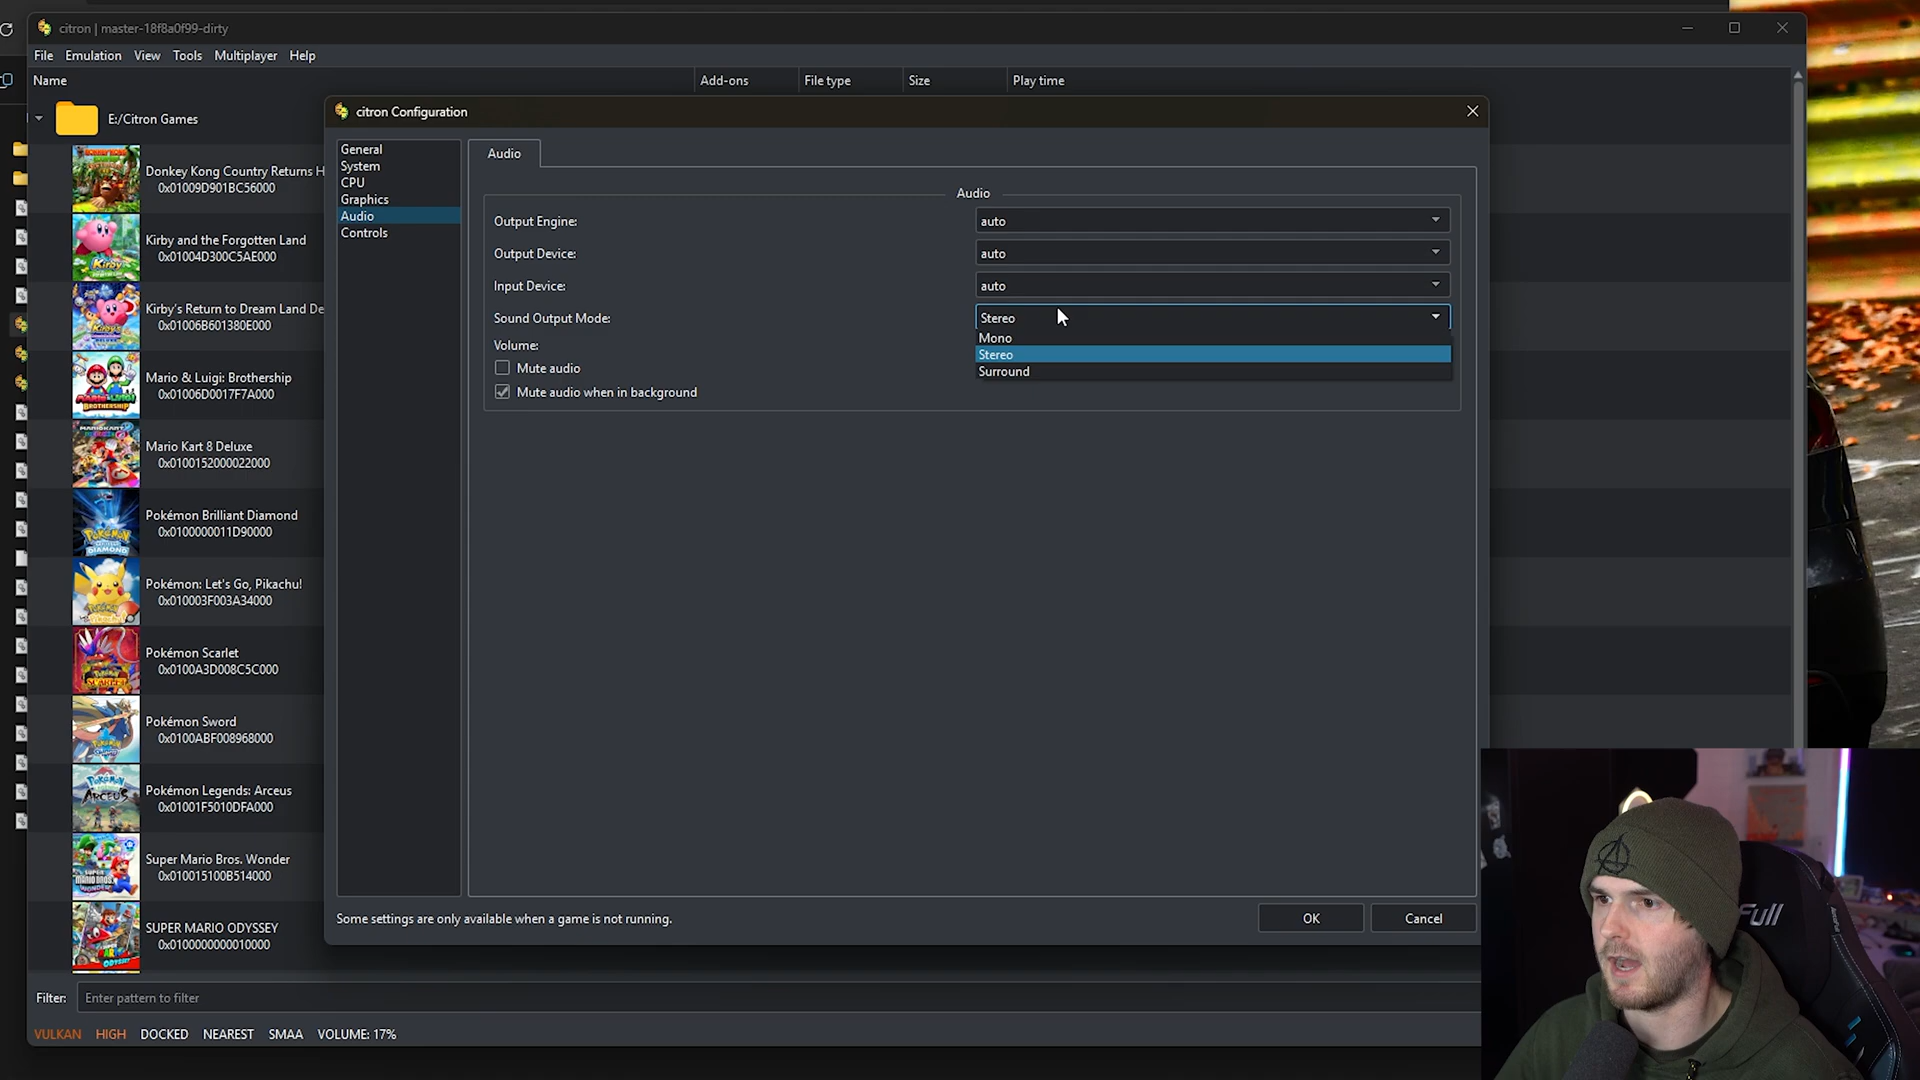 citron | master-18f8a0f99-dirty
File Emulation View Tools Multiplayer Help
Name Add-ons File type Size Play time
E:/Citron Games
Donkey Kong Country Returns H
0x01009D901BC56000
Kirby and the Forgotten Land
0x01004D300C5AE000
Kirby's Return to Dream Land De
0x01006B601380E000
Mario & Luigi: Brothership
0x01006D0017F7A000
Mario Kart 8 Deluxe
0x0100152000022000
Pokémon Brilliant Diamond
0x0100000011D90000
Pokémon: Let's Go, Pikachu!
0x010003F003A34000
Pokémon Scarlet
0x0100A3D008C5C000
Pokémon Sword
0x0100ABF008968000
Pokémon Legends: Arceus
0x01001F5010DFA000
Super Mario Bros. Wonder
0x010015100B514000
SUPER MARIO ODYSSEY
0x0100000000010000
citron Configuration
General
System
CPU
Graphics
Audio
Controls
Audio
Audio
Output Engine: auto
Output Device: auto
Input Device: auto
Sound Output Mode: Stereo
Mono
Stereo
Surround
Volume:
Mute audio
Mute audio when in background
Some settings are only available when a game is not running.
OK Cancel
Filter: Enter pattern to filter
VULKAN HIGH DOCKED NEAREST SMAA VOLUME: 17%